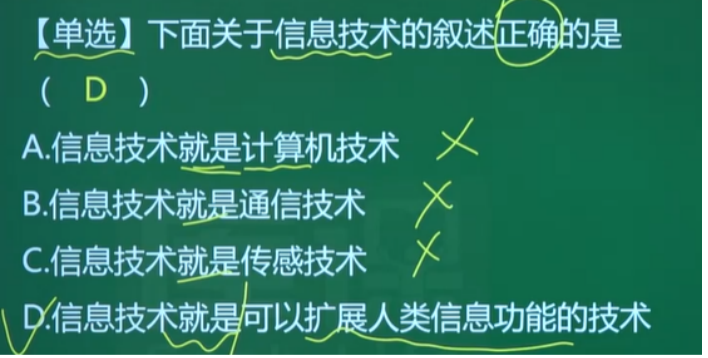 【单选】下面关于信息技术的叙述正确的是
( D )
A.信息技术就是计算机技术
B.信息技术就是通信技术
C.信息技术就是传感技术
D.信息技术就是可以扩展人类信息功能的技术